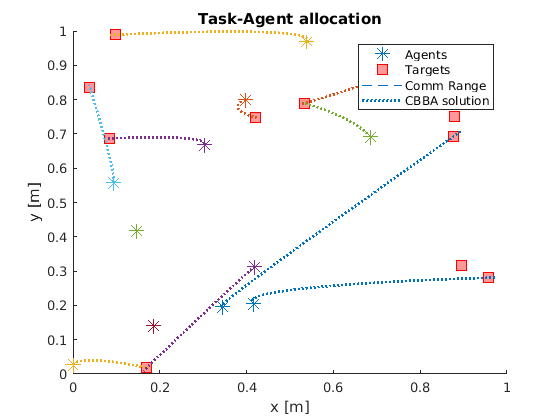 Task-Agent allocation
Agents
Targets
Comm Range
CBBA solution
y [m]
1
0.9
0.8
0.7
0.6
0.5
0.4
0.3
0.2
0.1
0
0 0.2 0.4 0.6 0.8 1
x [m]